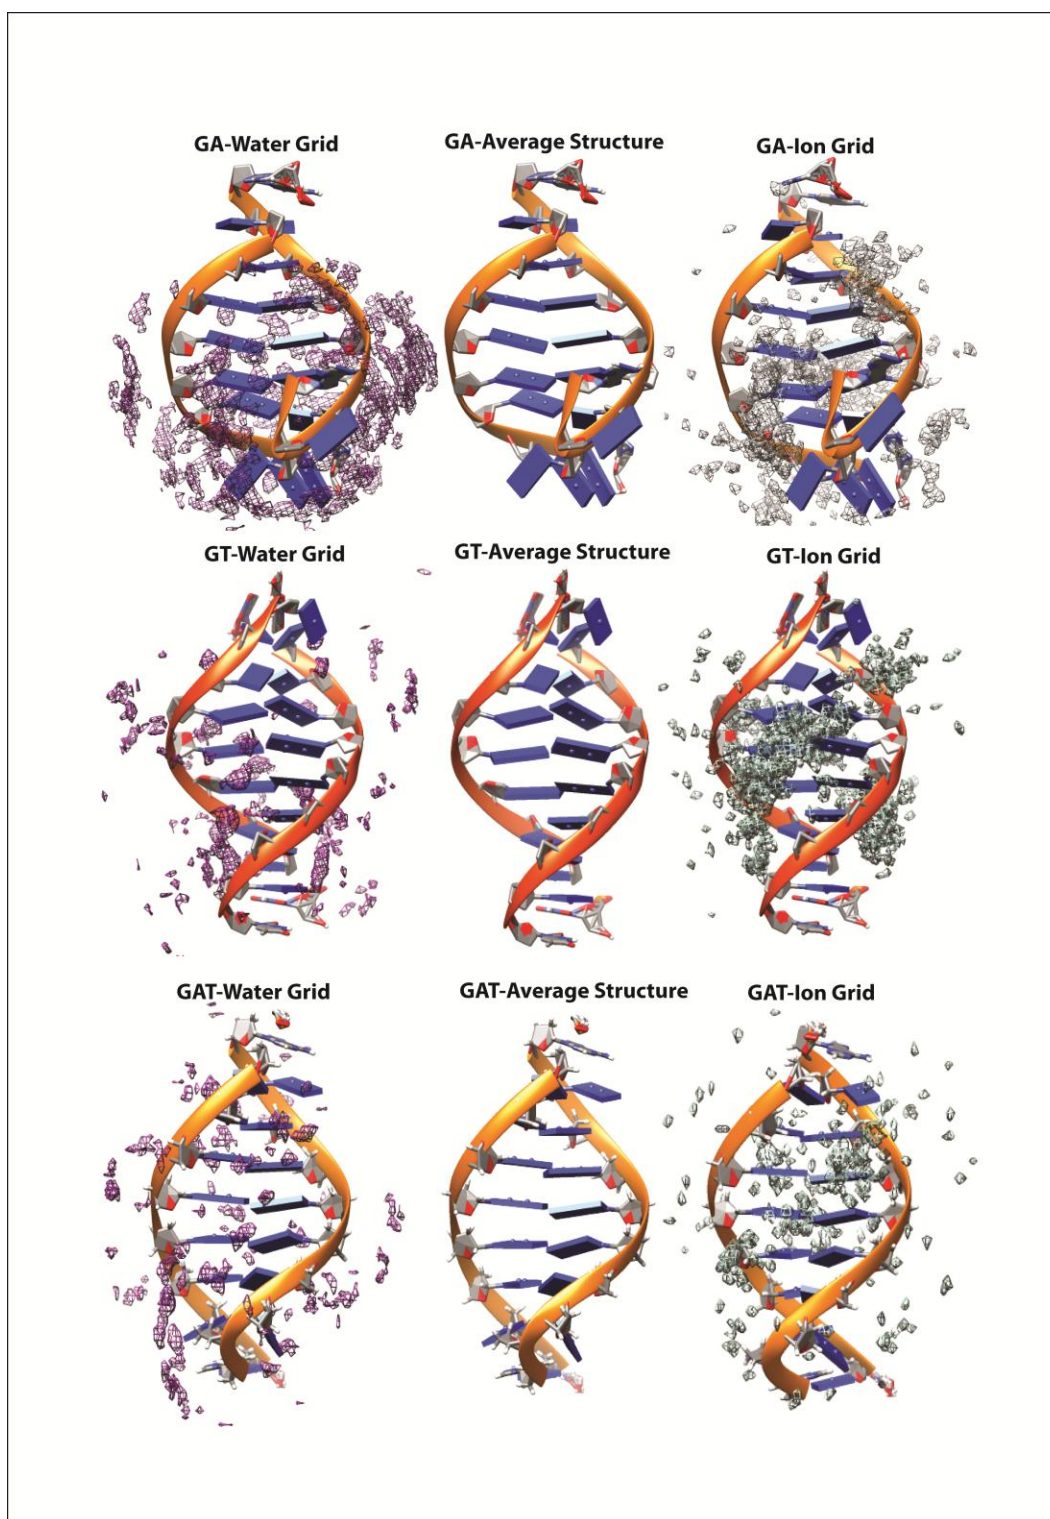 GA-Water Grid
GA-Average Structure
GA-Ion Grid
GT-Water Grid
GT-Average Structure
GT-Ion Grid
GAT-Water Grid
GAT-Average Structure
GAT-Ion Grid